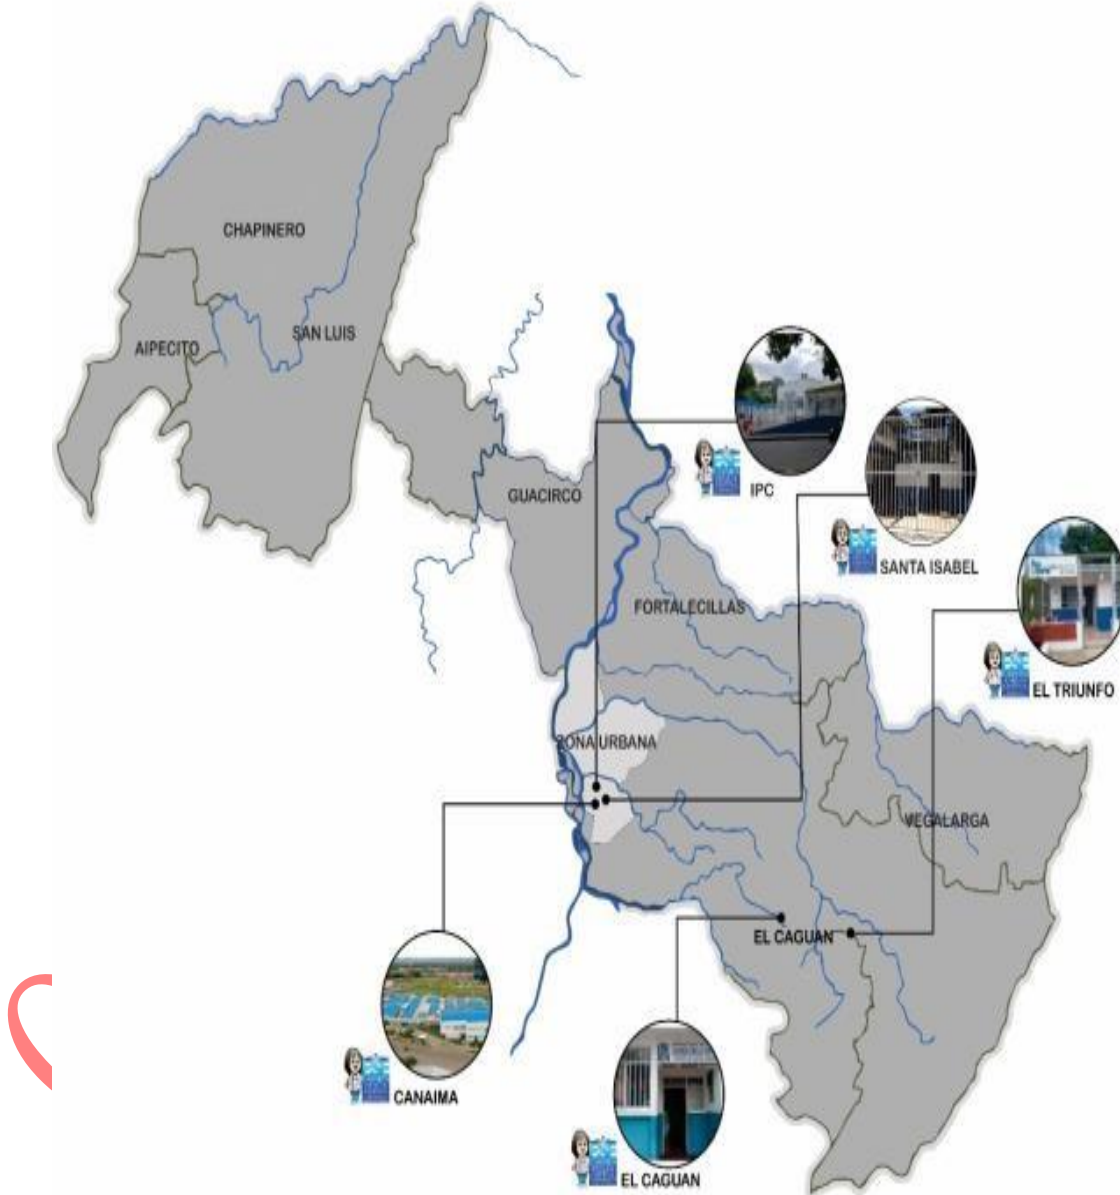 CHAPINERO
SAN LUIS
AIPECITO
GUACIRCO
IPC
SANTA ISABEL
FORTALECILLAS
EL TRIUNFO
ZONA URBANA
VEGALARGA
EL CAGUAN
CANAIMA
EL CAGUAN